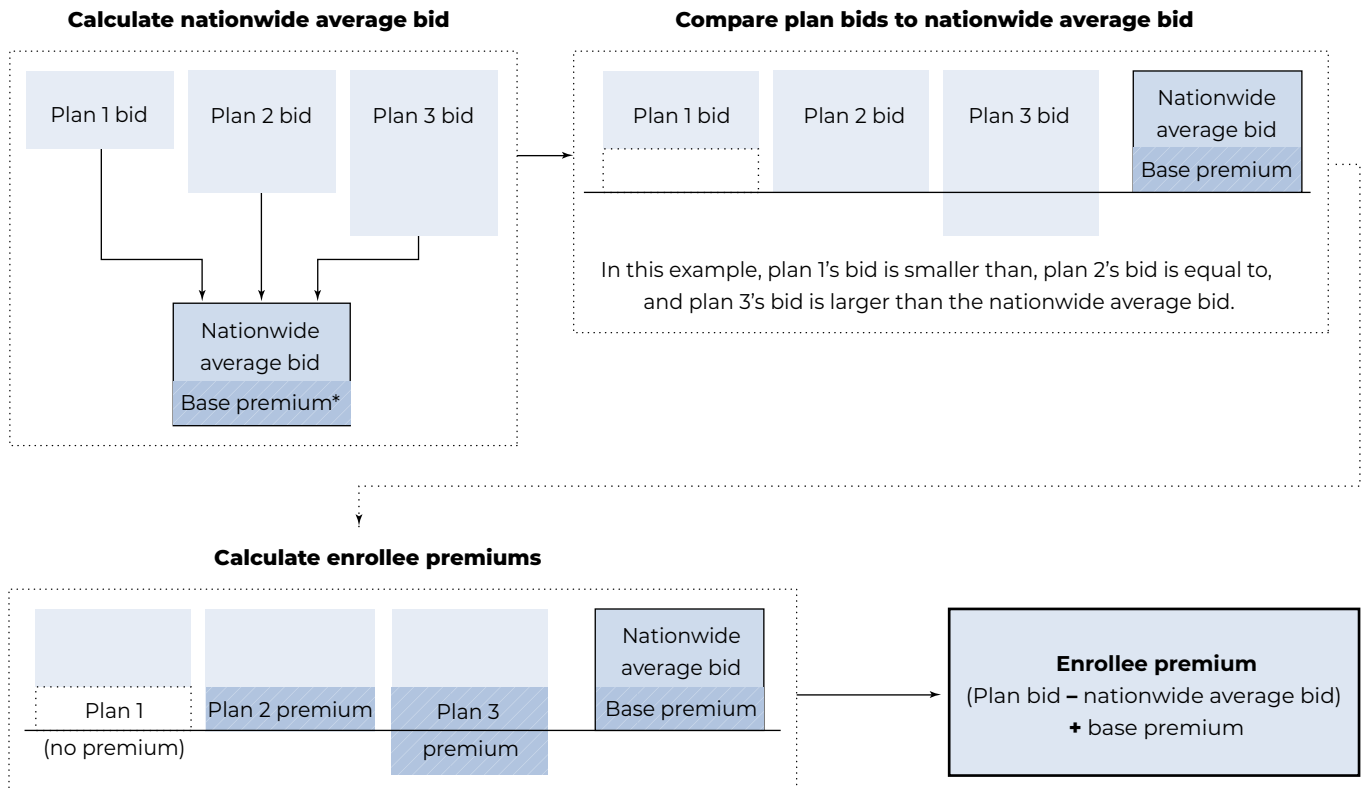 Calculate nationwide average bid
Plan 1 bid
Plan 2 bid
Plan 3 bid
Nationwide
average bid
Base premium*
Compare plan bids to nationwide average bid
Plan 1 bid
Plan 2 bid
Plan 3 bid
Nationwide
average bid
Base premium
In this example, plan 1’s bid is smaller than, plan 2’s bid is equal to,
and plan 3’s bid is larger than the nationwide average bid.
Calculate enrollee premiums
Plan 1
(no premium)
Plan 2 premium
Plan 3
premium
Nationwide
average bid
Base premium
Enrollee premium
(Plan bid – nationwide average bid)
+ base premium